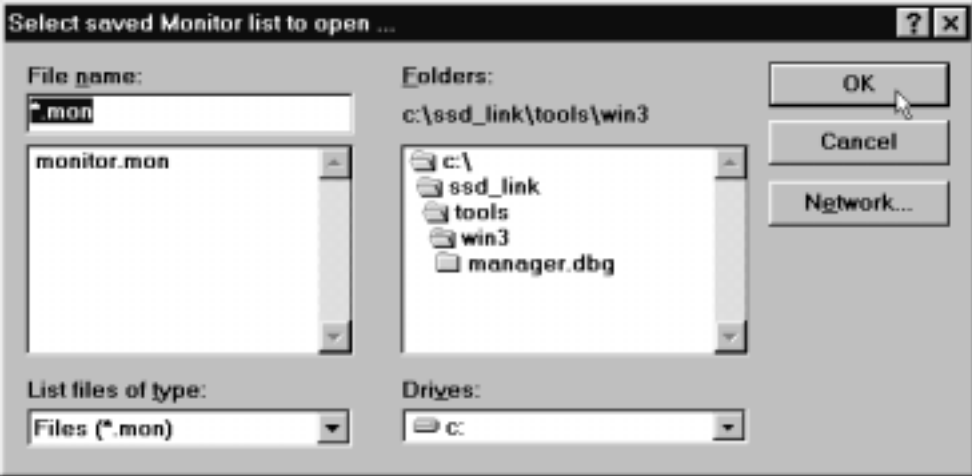 Select saved Monitor list to open ...
File name:
*.mon
monitor.mon
List files of type:
Files (*.mon)
Folders:
c:\ssd_link\tools\win3
c:\
ssd_link
tools
win3
manager.dbg
Drives:
c:
OK
Cancel
Network...